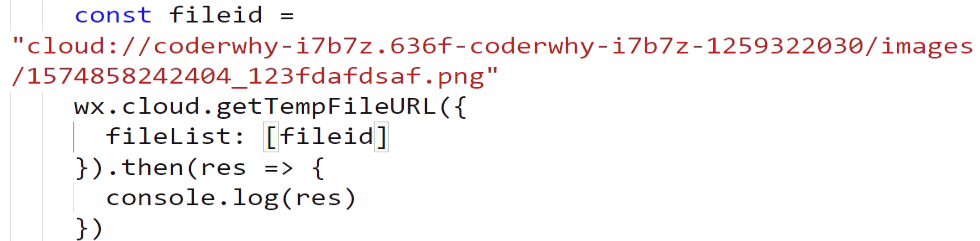 const fileid =
"cloud://coderwhy-i7b7z.636f-coderwhy-i7b7z-1259322030/images
/1574858242404_123fdafdsaf.png"
wx.cloud.getTempFileURL({
fileList: [fileid]
}).then(res => {
console.log(res)
})